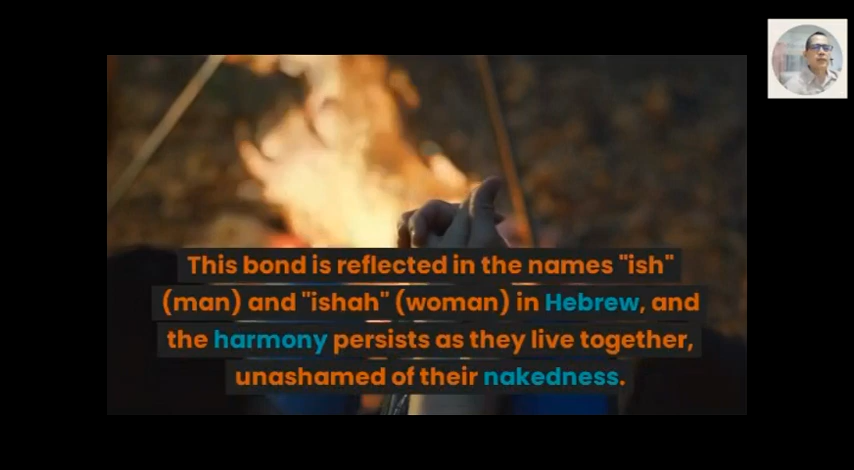 This bond is reflected in the names "ish"
(man) and "ishah" (woman) in Hebrew, and
the harmony persists as they live together,
unashamed of their nakedness.